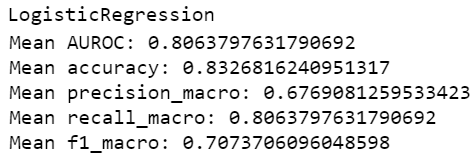 LogisticRegression
Mean AUROC: 0.8063797631790692
Mean accuracy: 0.8326816240951317
Mean precision_macro: 0.6769081259533423
Mean recall_macro: 0.8063797631790692
Mean f1_macro: 0.7073706096048598